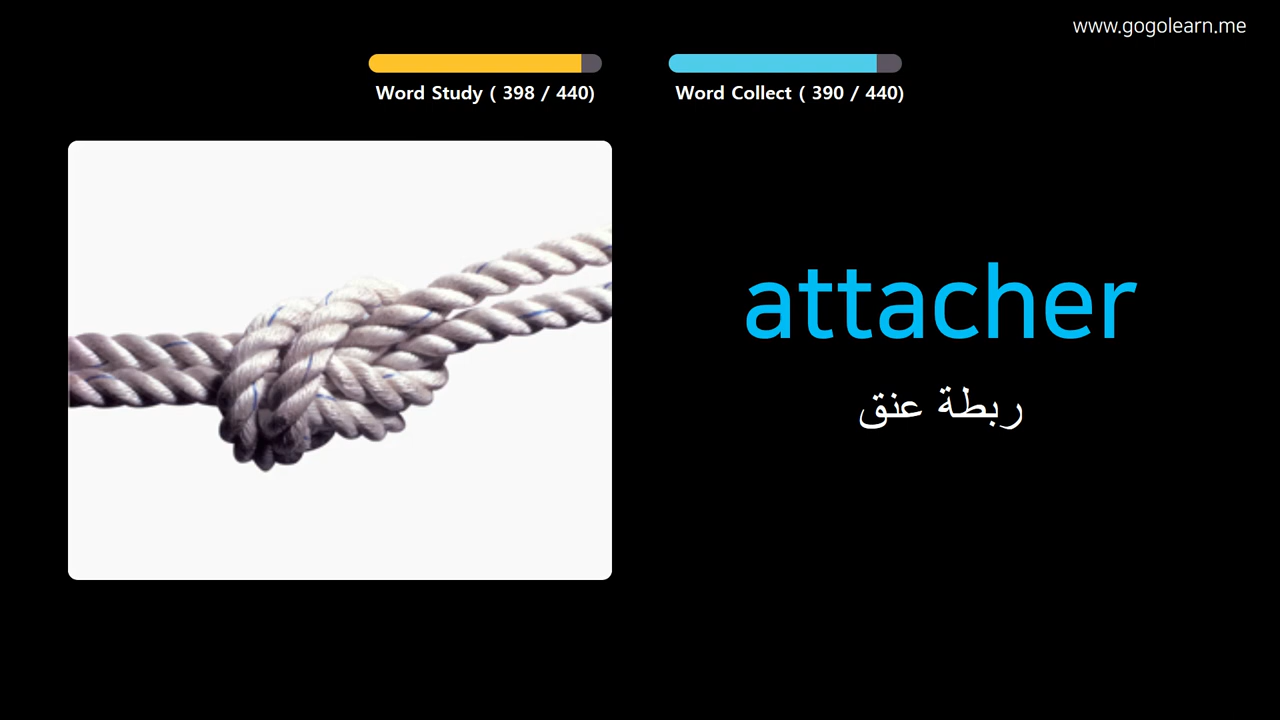 www.gogolearn.me
Word Study ( 398 / 440)
Word Collect ( 390 / 440)
attacher
ربطة عنق